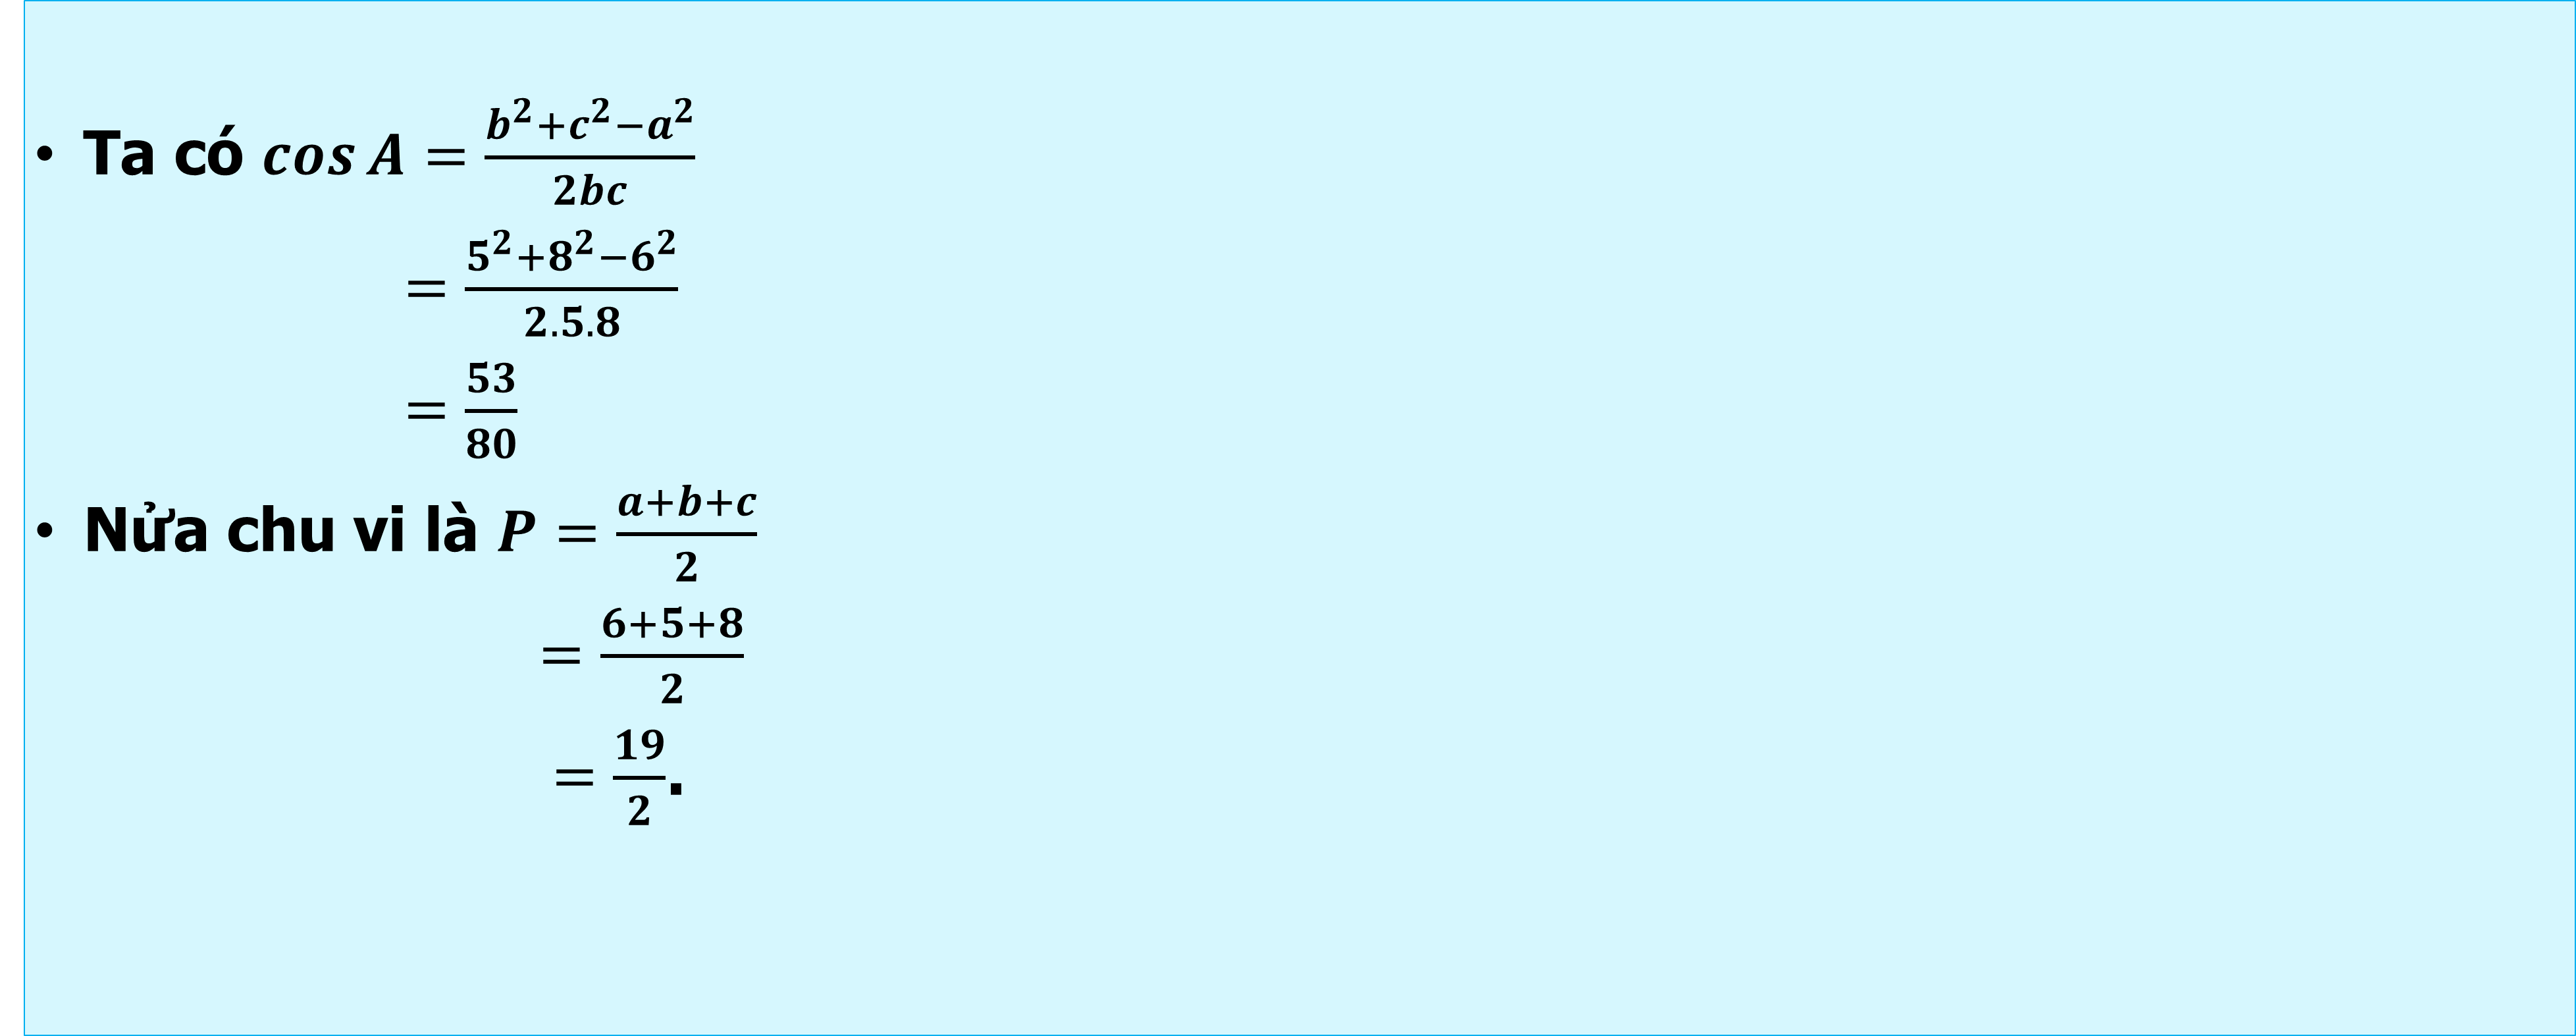 • Ta có cos A = (b²+c²−a²)/(2bc)
= (5²+8²−6²)/(2.5.8)
= 53/80
• Nửa chu vi là P = (a+b+c)/2
= (6+5+8)/2
= 19/2.